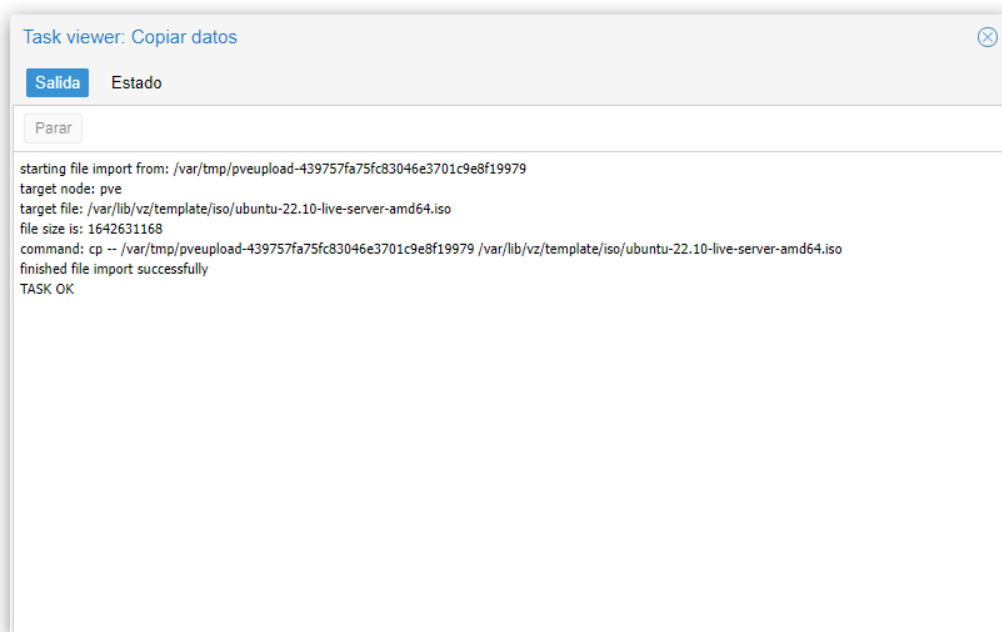 Task viewer: Copiar datos
Salida Estado
Parar
starting file import from: /var/tmp/pveupload-439757fa75fc83046e3701c9e8f19979
target node: pve
target file: /var/lib/vz/template/iso/ubuntu-22.10-live-server-amd64.iso
file size is: 1642631168
command: cp -- /var/tmp/pveupload-439757fa75fc83046e3701c9e8f19979 /var/lib/vz/template/iso/ubuntu-22.10-live-server-amd64.iso
finished file import successfully
TASK OK